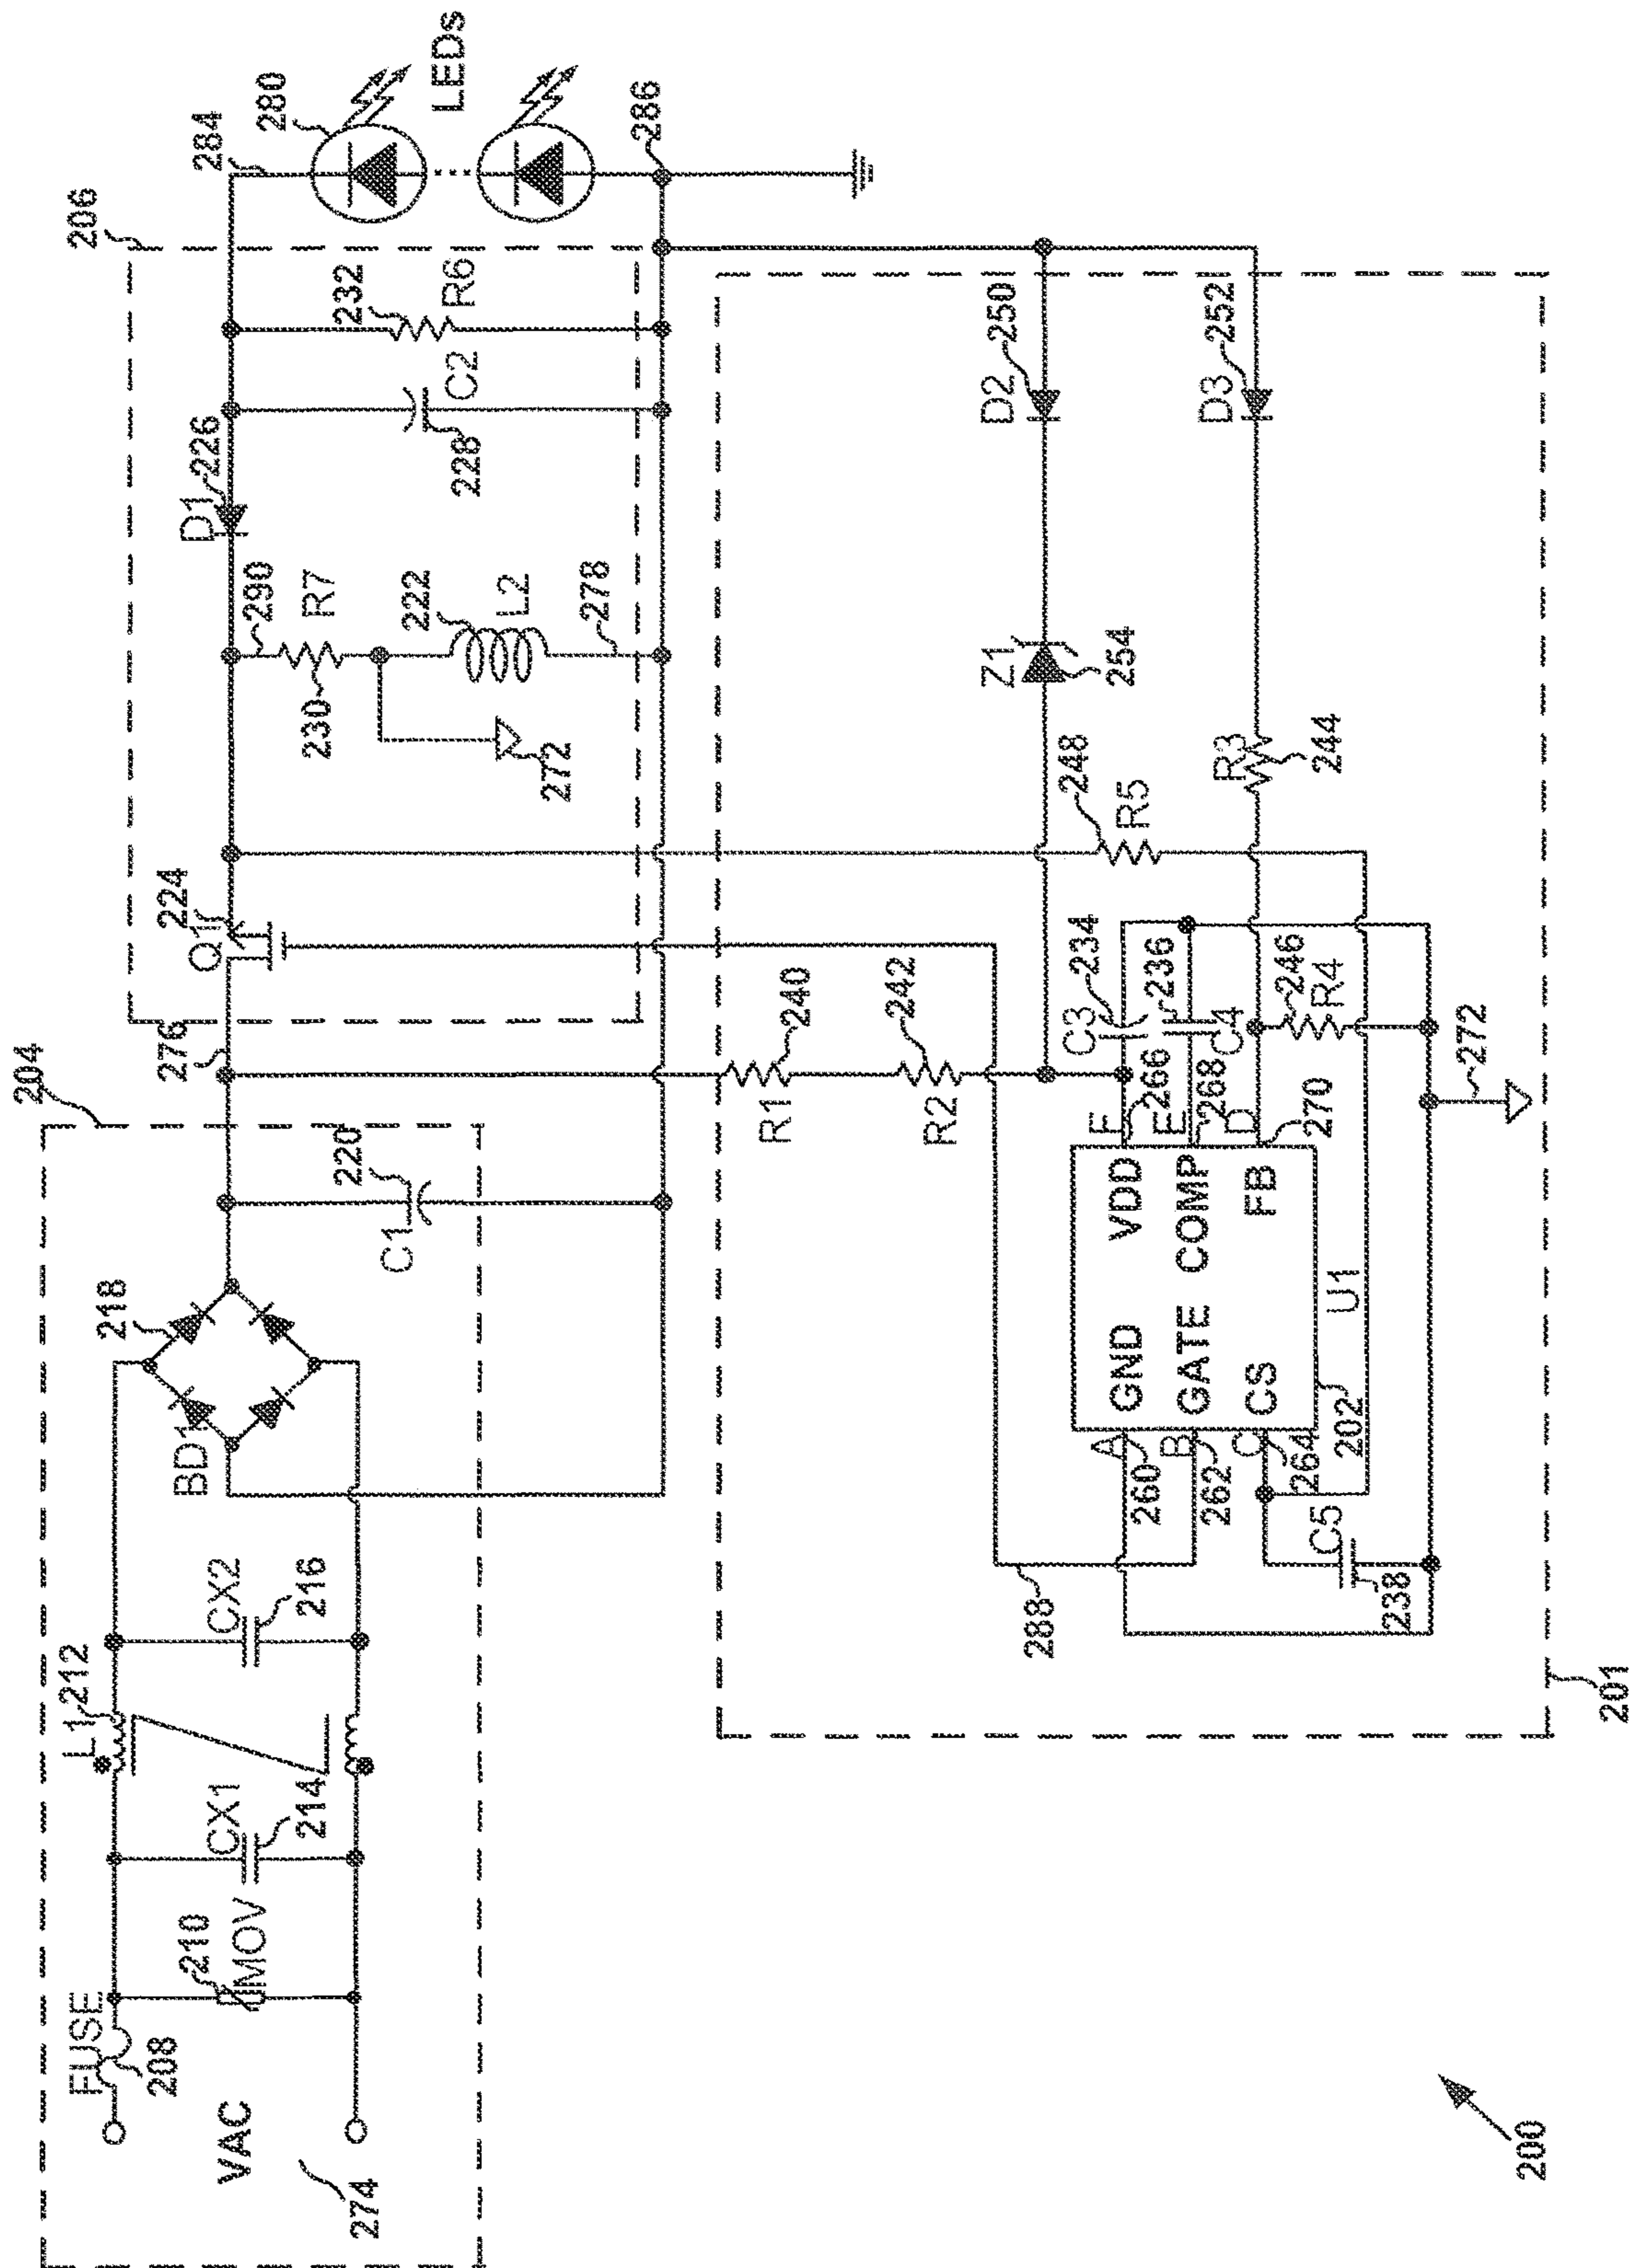 204
206
284
280
LEDs
276
Q1
224
D1
226
290
R7
230
222
L2
278
272
232
R6
C2
228
286
FUSE
208
VAC
274
210
MOV
CX1
214
L1
212
CX2
216
BD1
218
C1
220
R1
240
R2
242
288
Z1
254
D2
250
D3
252
R3
244
248
R5
C3
234
236
C4
246
R4
272
F
266
E
268
D
270
GND
VDD
GATE
COMP
CS
FB
U1
202
A
260
B
262
C
264
C5
238
201
200